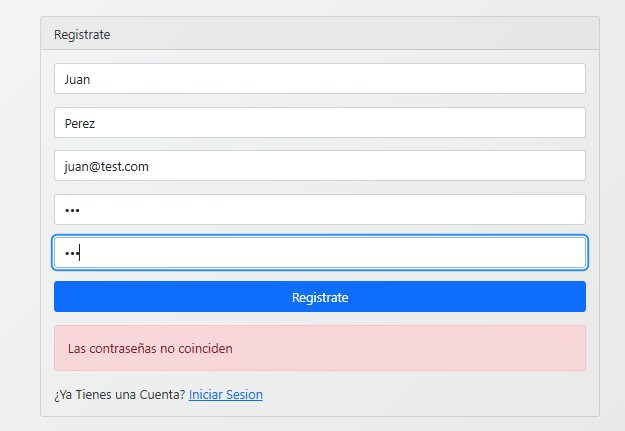 Registrate
Juan
Perez
juan@test.com
•••
•••
Registrate
Las contraseñas no coinciden
¿Ya Tienes una Cuenta? Iniciar Sesion